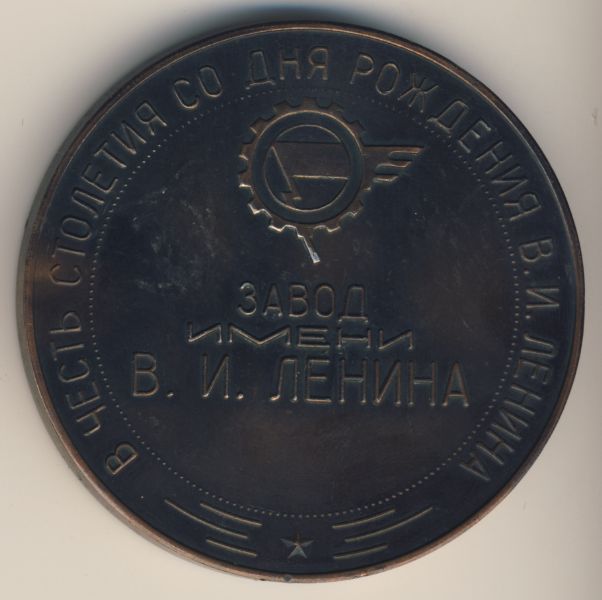 В ЧЕСТЬ СТОЛЕТИЯ СО ДНЯ РОЖДЕНИЯ В. И. ЛЕНИНА
ЗАВОД
ИМЕНИ
В. И. ЛЕНИНА